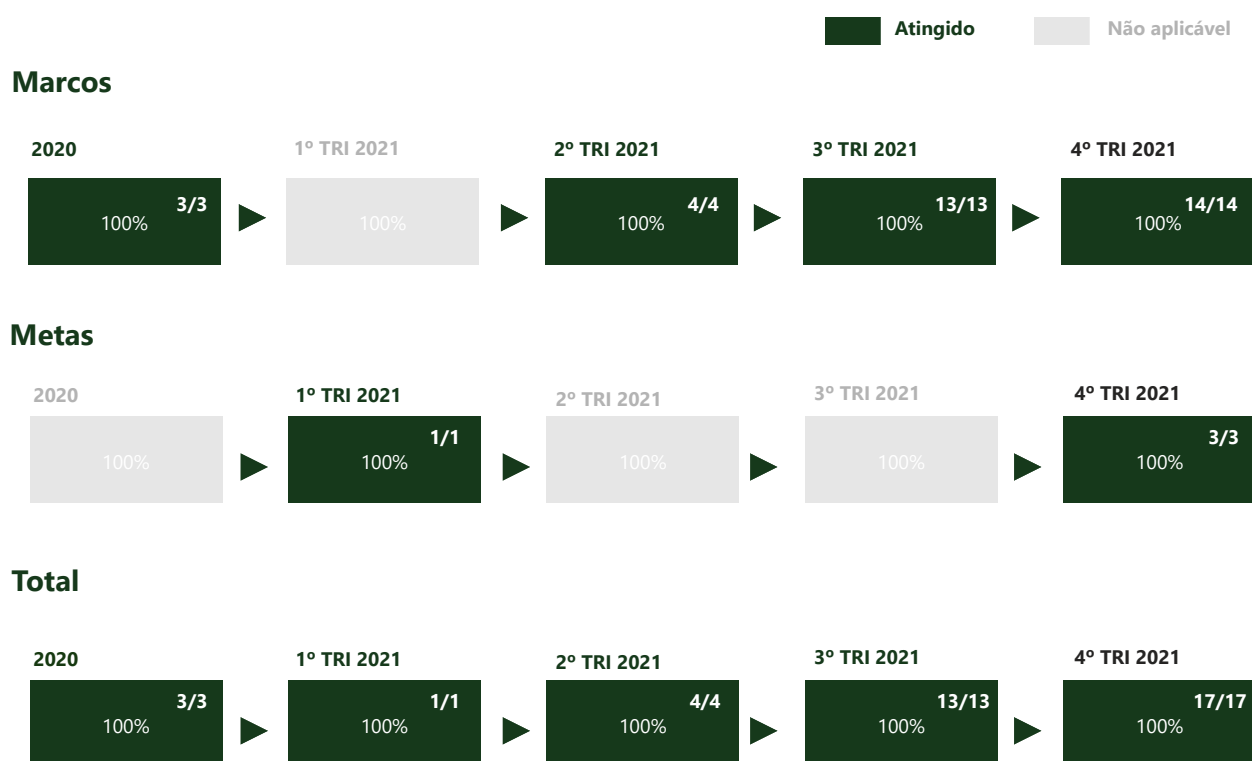 Atingido Não aplicável
Marcos
2020 1º TRI 2021 2º TRI 2021 3º TRI 2021 4º TRI 2021
3/3 4/4 13/13 14/14
100% 100% 100% 100% 100%
Metas
2020 1º TRI 2021 2º TRI 2021 3º TRI 2021 4º TRI 2021
1/1 3/3
100% 100% 100% 100% 100%
Total
2020 1º TRI 2021 2º TRI 2021 3º TRI 2021 4º TRI 2021
3/3 1/1 4/4 13/13 17/17
100% 100% 100% 100% 100%